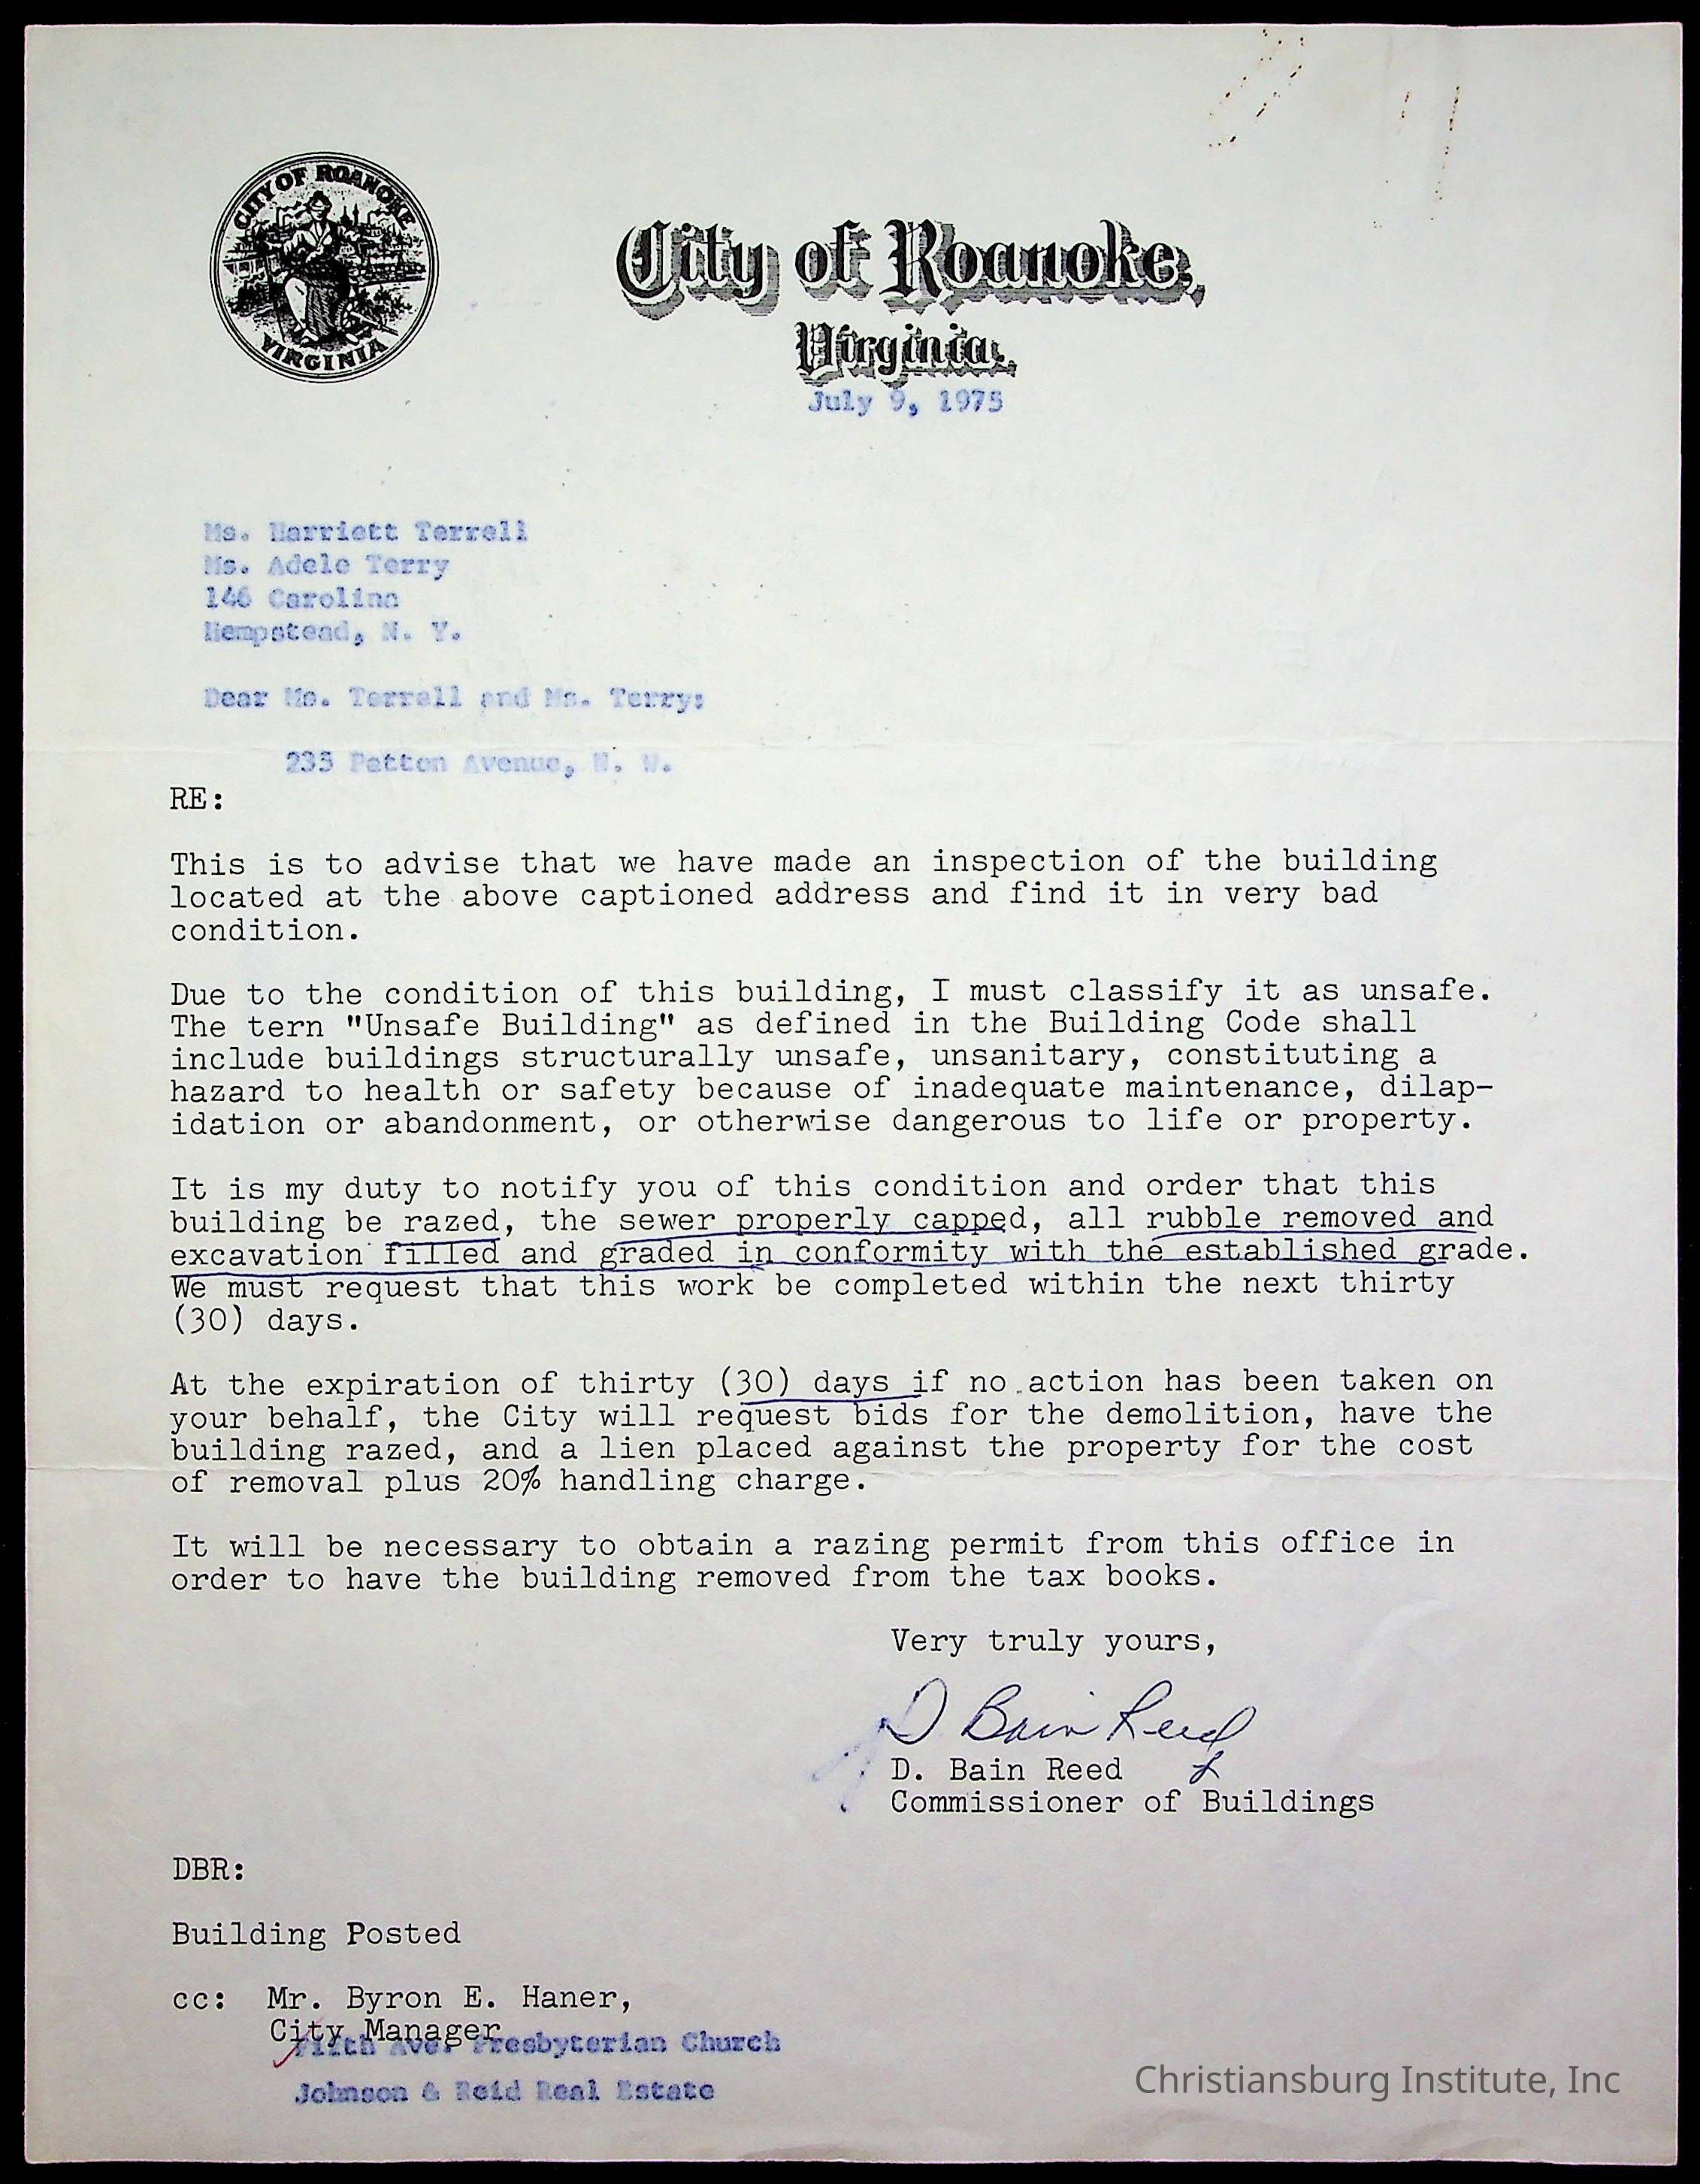 CITY OF ROANOKE
VIRGINIA
City of Roanoke,
Virginia.
July 9, 1975
Ms. Harriett Terrell
Ms. Adele Terry
146 Carolina
Hempstead, N. Y.
Dear Ms. Terrell and Ms. Terry:
235 Patton Avenue, N. W.
RE:
This is to advise that we have made an inspection of the building
located at the above captioned address and find it in very bad
condition.
Due to the condition of this building, I must classify it as unsafe.
The tern "Unsafe Building" as defined in the Building Code shall
include buildings structurally unsafe, unsanitary, constituting a
hazard to health or safety because of inadequate maintenance, dilap-
idation or abandonment, or otherwise dangerous to life or property.
It is my duty to notify you of this condition and order that this
building be razed, the sewer properly capped, all rubble removed and
excavation filled and graded in conformity with the established grade.
We must request that this work be completed within the next thirty
(30) days.
At the expiration of thirty (30) days if no action has been taken on
your behalf, the City will request bids for the demolition, have the
building razed, and a lien placed against the property for the cost
of removal plus 20% handling charge.
It will be necessary to obtain a razing permit from this office in
order to have the building removed from the tax books.
Very truly yours,
D Bain Reed
D. Bain Reed
Commissioner of Buildings
DBR:
Building Posted
cc: Mr. Byron E. Haner,
City Manager
Fifth Ave. Presbyterian Church
Johnson & Reid Real Estate
Christiansburg Institute, Inc